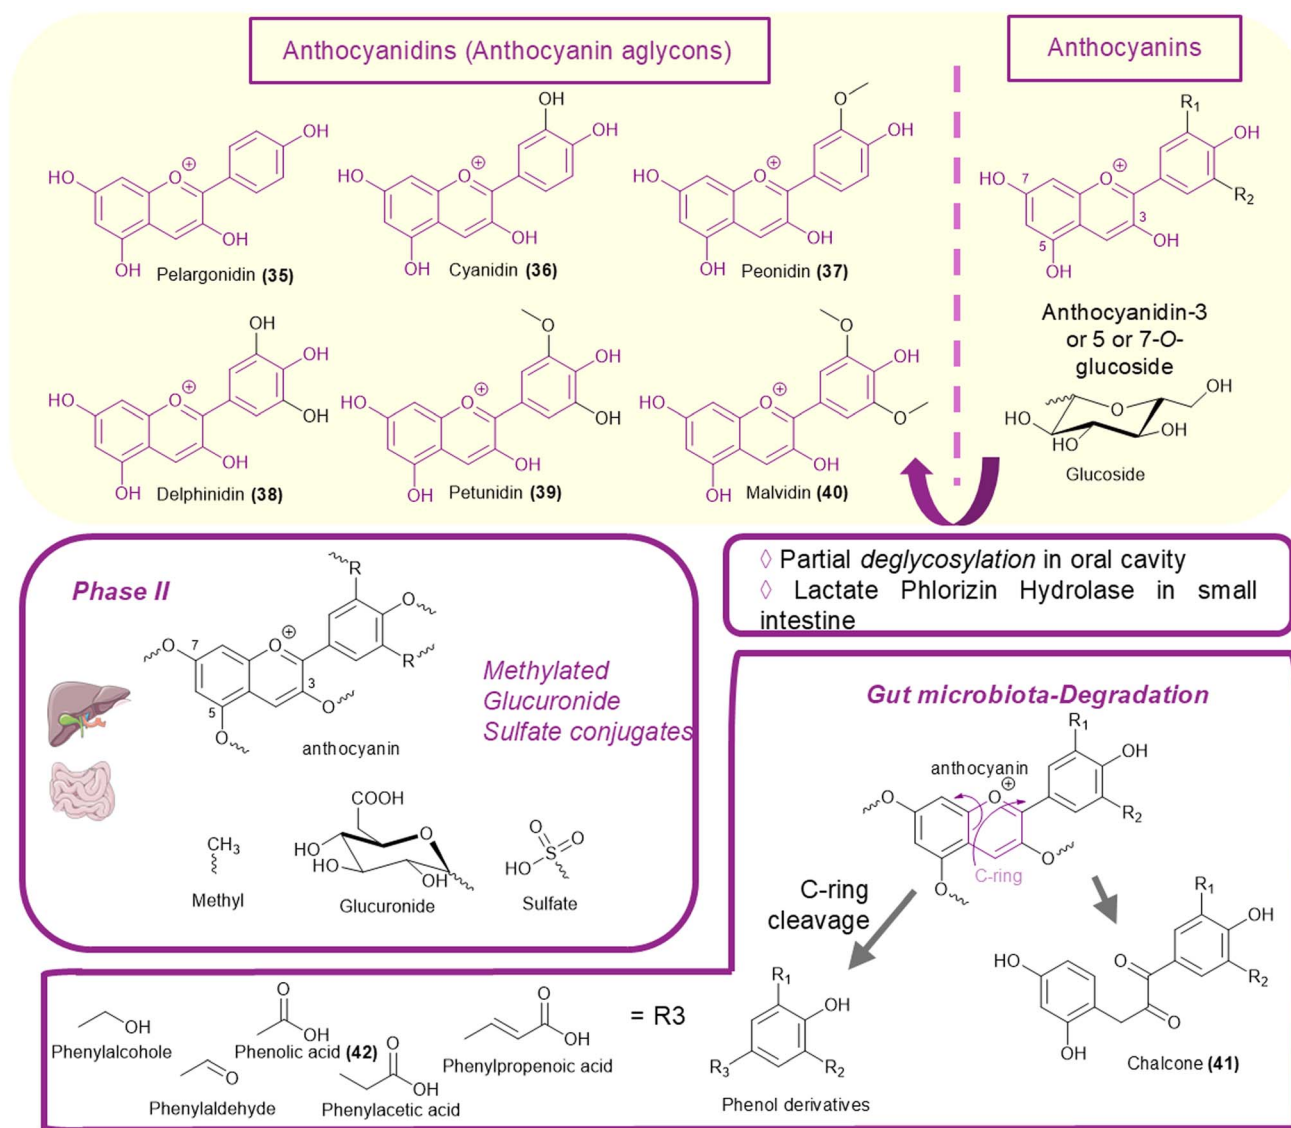 Anthocyanidins (Anthocyanin aglycons)
Anthocyanins
OH
HO
O
⊕
OH
OH
Pelargonidin (35)
OH
OH
HO
O
⊕
OH
OH
Cyanidin (36)
O
OH
HO
O
⊕
OH
OH
Peonidin (37)
R1
OH
R2
HO
7
O
⊕
3
OH
5
OH
Anthocyanidin-3
or 5 or 7-O-
glucoside
OH
OH
OH
HO
O
⊕
OH
OH
Delphinidin (38)
O
OH
OH
HO
O
⊕
OH
OH
Petunidin (39)
O
OH
O
HO
O
⊕
OH
OH
Malvidin (40)
O
OH
HO
HO
OH
Glucoside
◊ Partial deglycosylation in oral cavity
◊ Lactate Phlorizin Hydrolase in small
intestine
Phase II
R
O
R
O
7
O
⊕
3
O
5
O
anthocyanin
Methylated
Glucuronide
Sulfate conjugates
CH3
Methyl
COOH
O
HO
HO
OH
Glucuronide
O
O
S
HO
Sulfate
Gut microbiota-Degradation
R1
OH
R2
anthocyanin
⊕
O
O
O
O
C-ring
C-ring
cleavage
R1
OH
R2
O
O
HO
OH
Chalcone (41)
OH
Phenylalcohole
O
OH
Phenolic acid (42)
O
OH
Phenylpropenoic acid
O
Phenylaldehyde
O
OH
Phenylacetic acid
= R3
R1
OH
R2
R3
Phenol derivatives